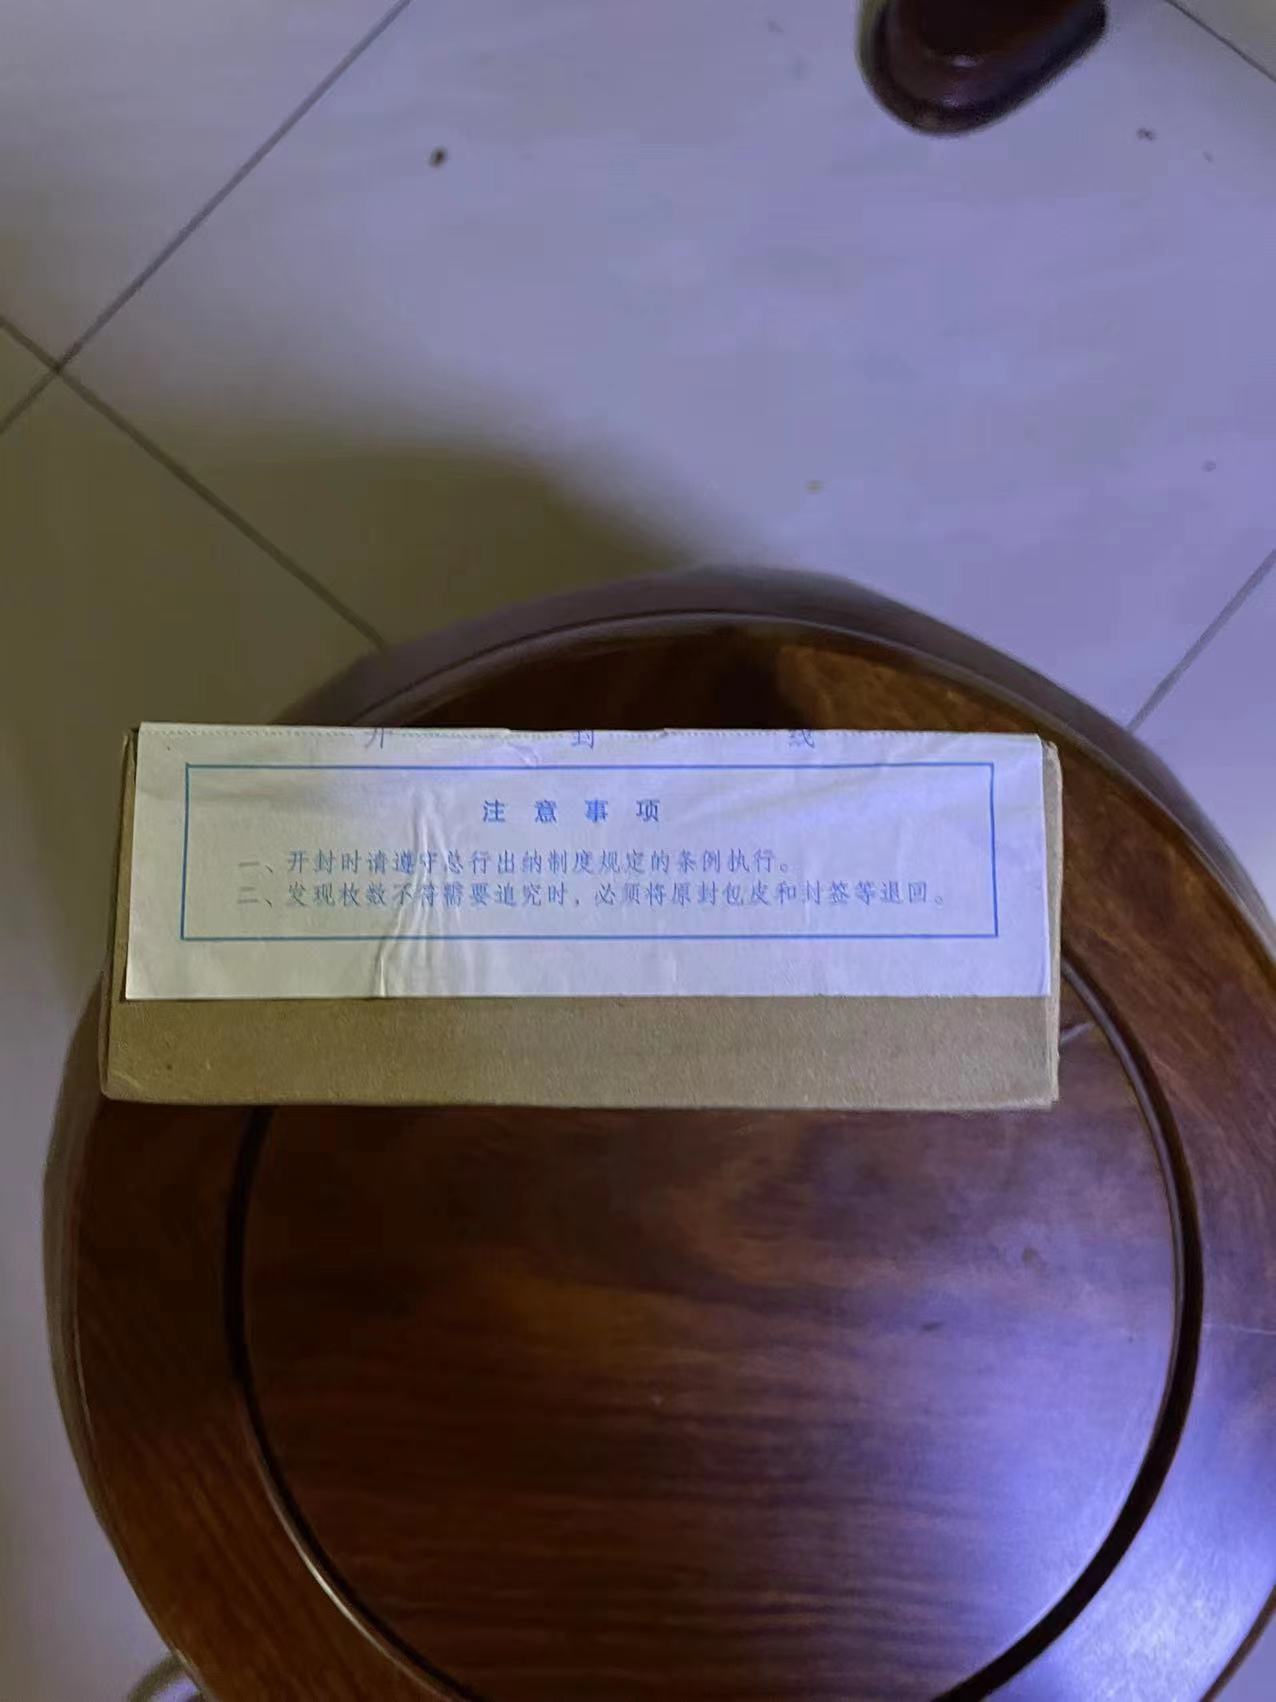 开 封 线
注意事项
一、开封时请遵守总行出纳制度规定的条例执行。
二、发现枚数不符需要追究时，必须将原封包皮和封签等退回。